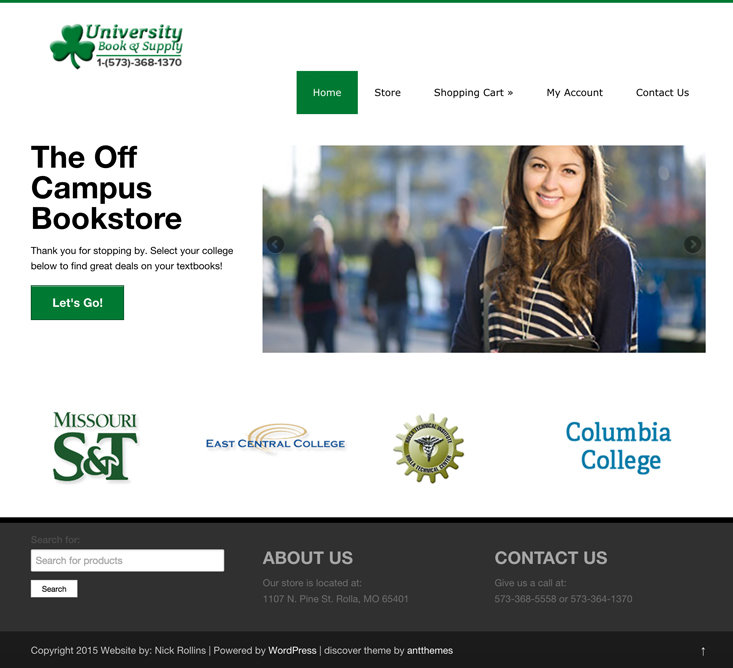 University
Book & Supply
1-(573)-368-1370
Home Store Shopping Cart » My Account Contact Us
The Off
Campus
Bookstore
Thank you for stopping by. Select your college
below to find great deals on your textbooks!
Let's Go!
MISSOURI
S&T
EAST CENTRAL COLLEGE
ROLLA TECHNICAL CENTER
Columbia
College
Search for:
Search for products
Search
ABOUT US
Our store is located at:
1107 N. Pine St. Rolla, MO 65401
CONTACT US
Give us a call at:
573-368-5558 or 573-364-1370
Copyright 2015 Website by: Nick Rollins | Powered by WordPress | discover theme by antthemes
↑